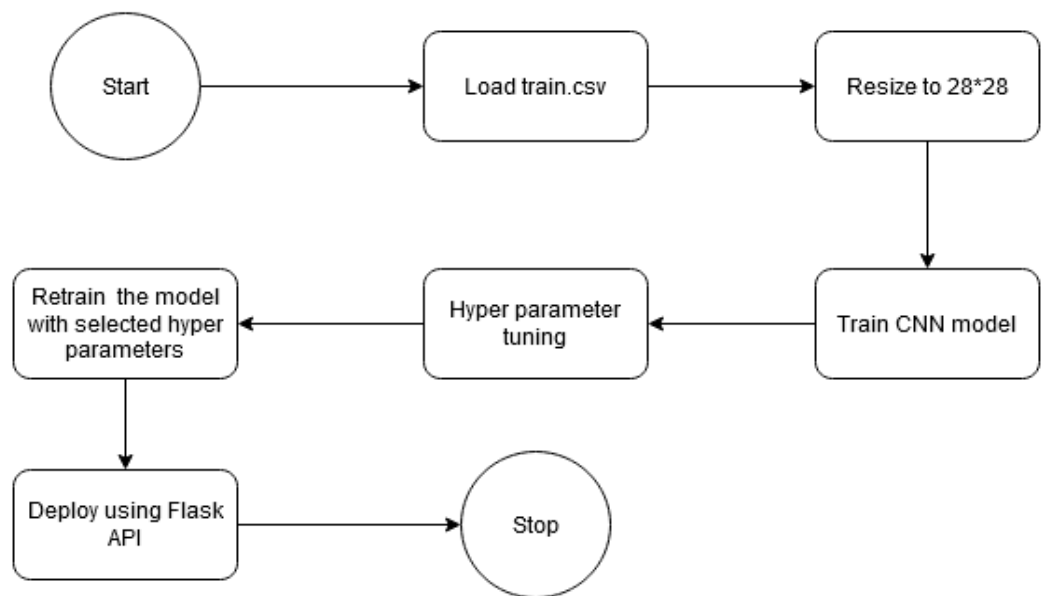 Start
Load train.csv
Resize to 28*28
Train CNN model
Hyper parameter
tuning
Retrain the model
with selected hyper
parameters
Deploy using Flask
API
Stop